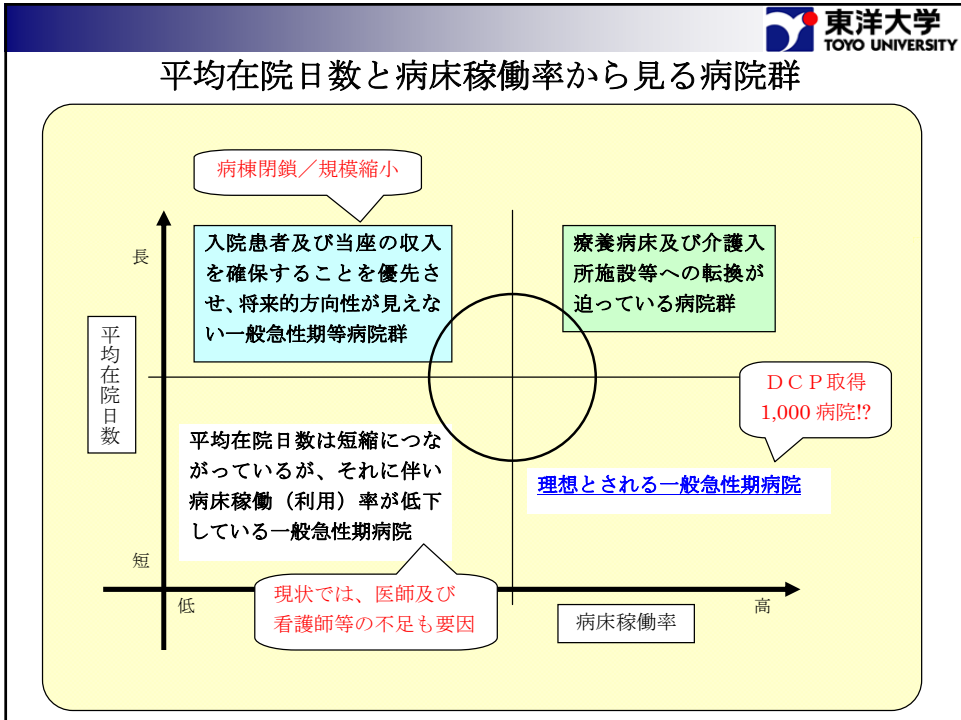 東洋大学
TOYO UNIVERSITY
平均在院日数と病床稼働率から見る病院群
病棟閉鎖／規模縮小
長
入院患者及び当座の収入
を確保することを優先さ
せ、将来的方向性が見えな
い一般急性期等病院群
療養病床及び介護入
所施設等への転換が
迫っている病院群
平均在院日数
ＤＣＰ取得
1,000 病院!?
平均在院日数は短縮につな
がっているが、それに伴い
病床稼働（利用）率が低下
している一般急性期病院
理想とされる一般急性期病院
短
低
現状では、医師及び
看護師等の不足も要因
病床稼働率
高